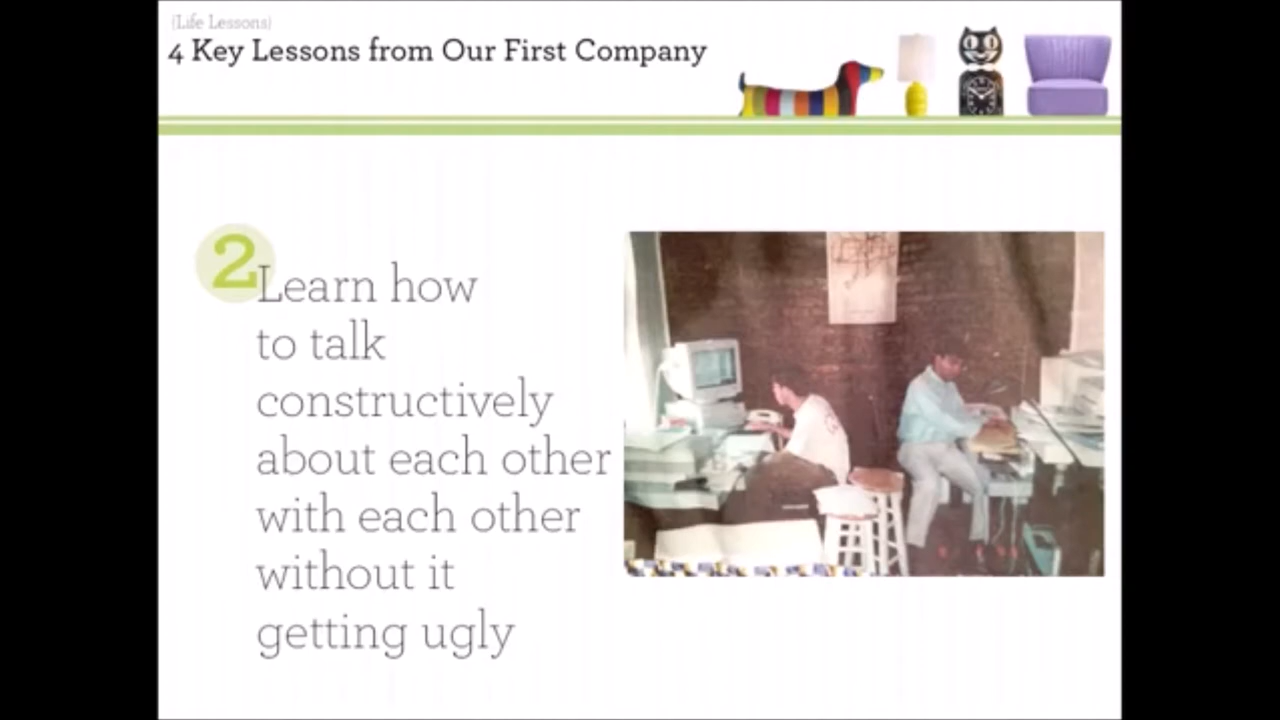 (Life Lessons)
4 Key Lessons from Our First Company
2
Learn how
to talk
constructively
about each other
with each other
without it
getting ugly